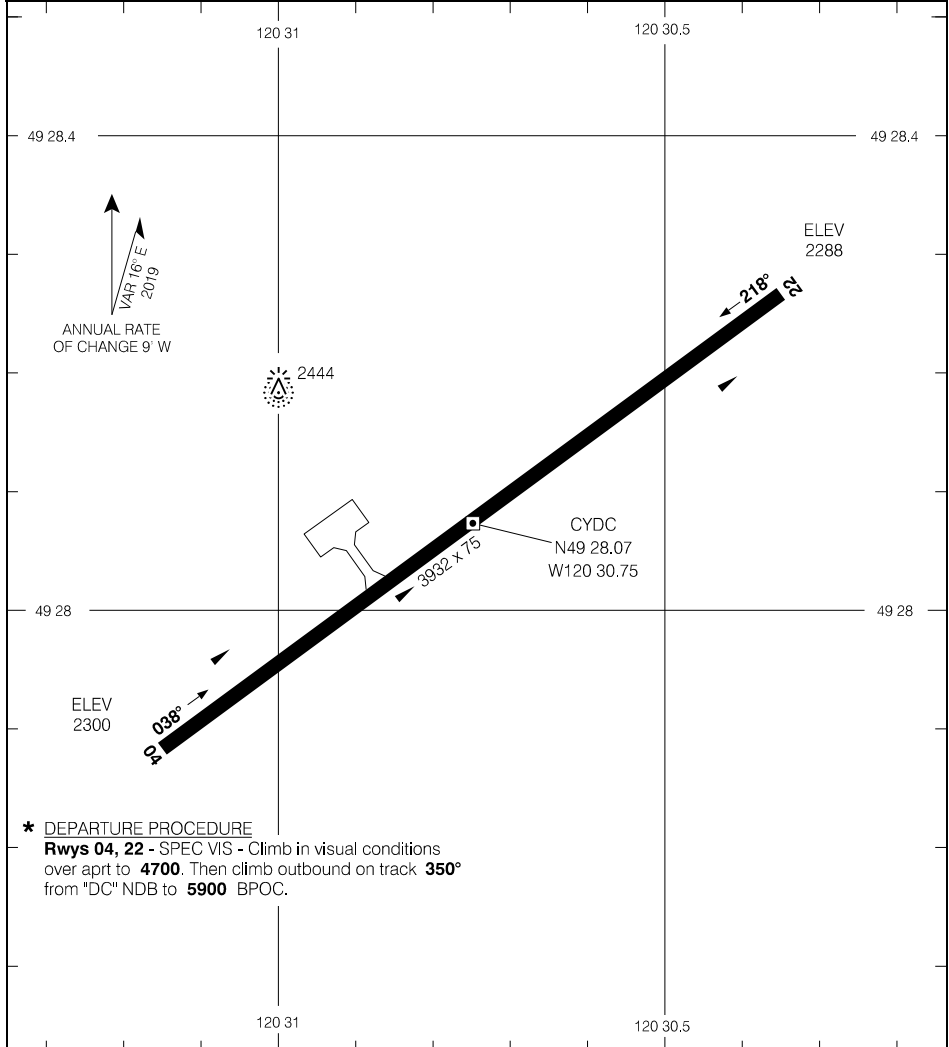 120 31
120 30.5
49 28.4
49 28.4
ELEV
2288
VAR 16° E
2019
ANNUAL RATE
OF CHANGE 9' W
218°
22
2444
CYDC
N49 28.07
W120 30.75
3932 x 75
49 28
49 28
ELEV
2300
038°
04
* DEPARTURE PROCEDURE
Rwys 04, 22 - SPEC VIS - Climb in visual conditions
over aprt to 4700. Then climb outbound on track 350°
from "DC" NDB to 5900 BPOC.
120 31
120 30.5